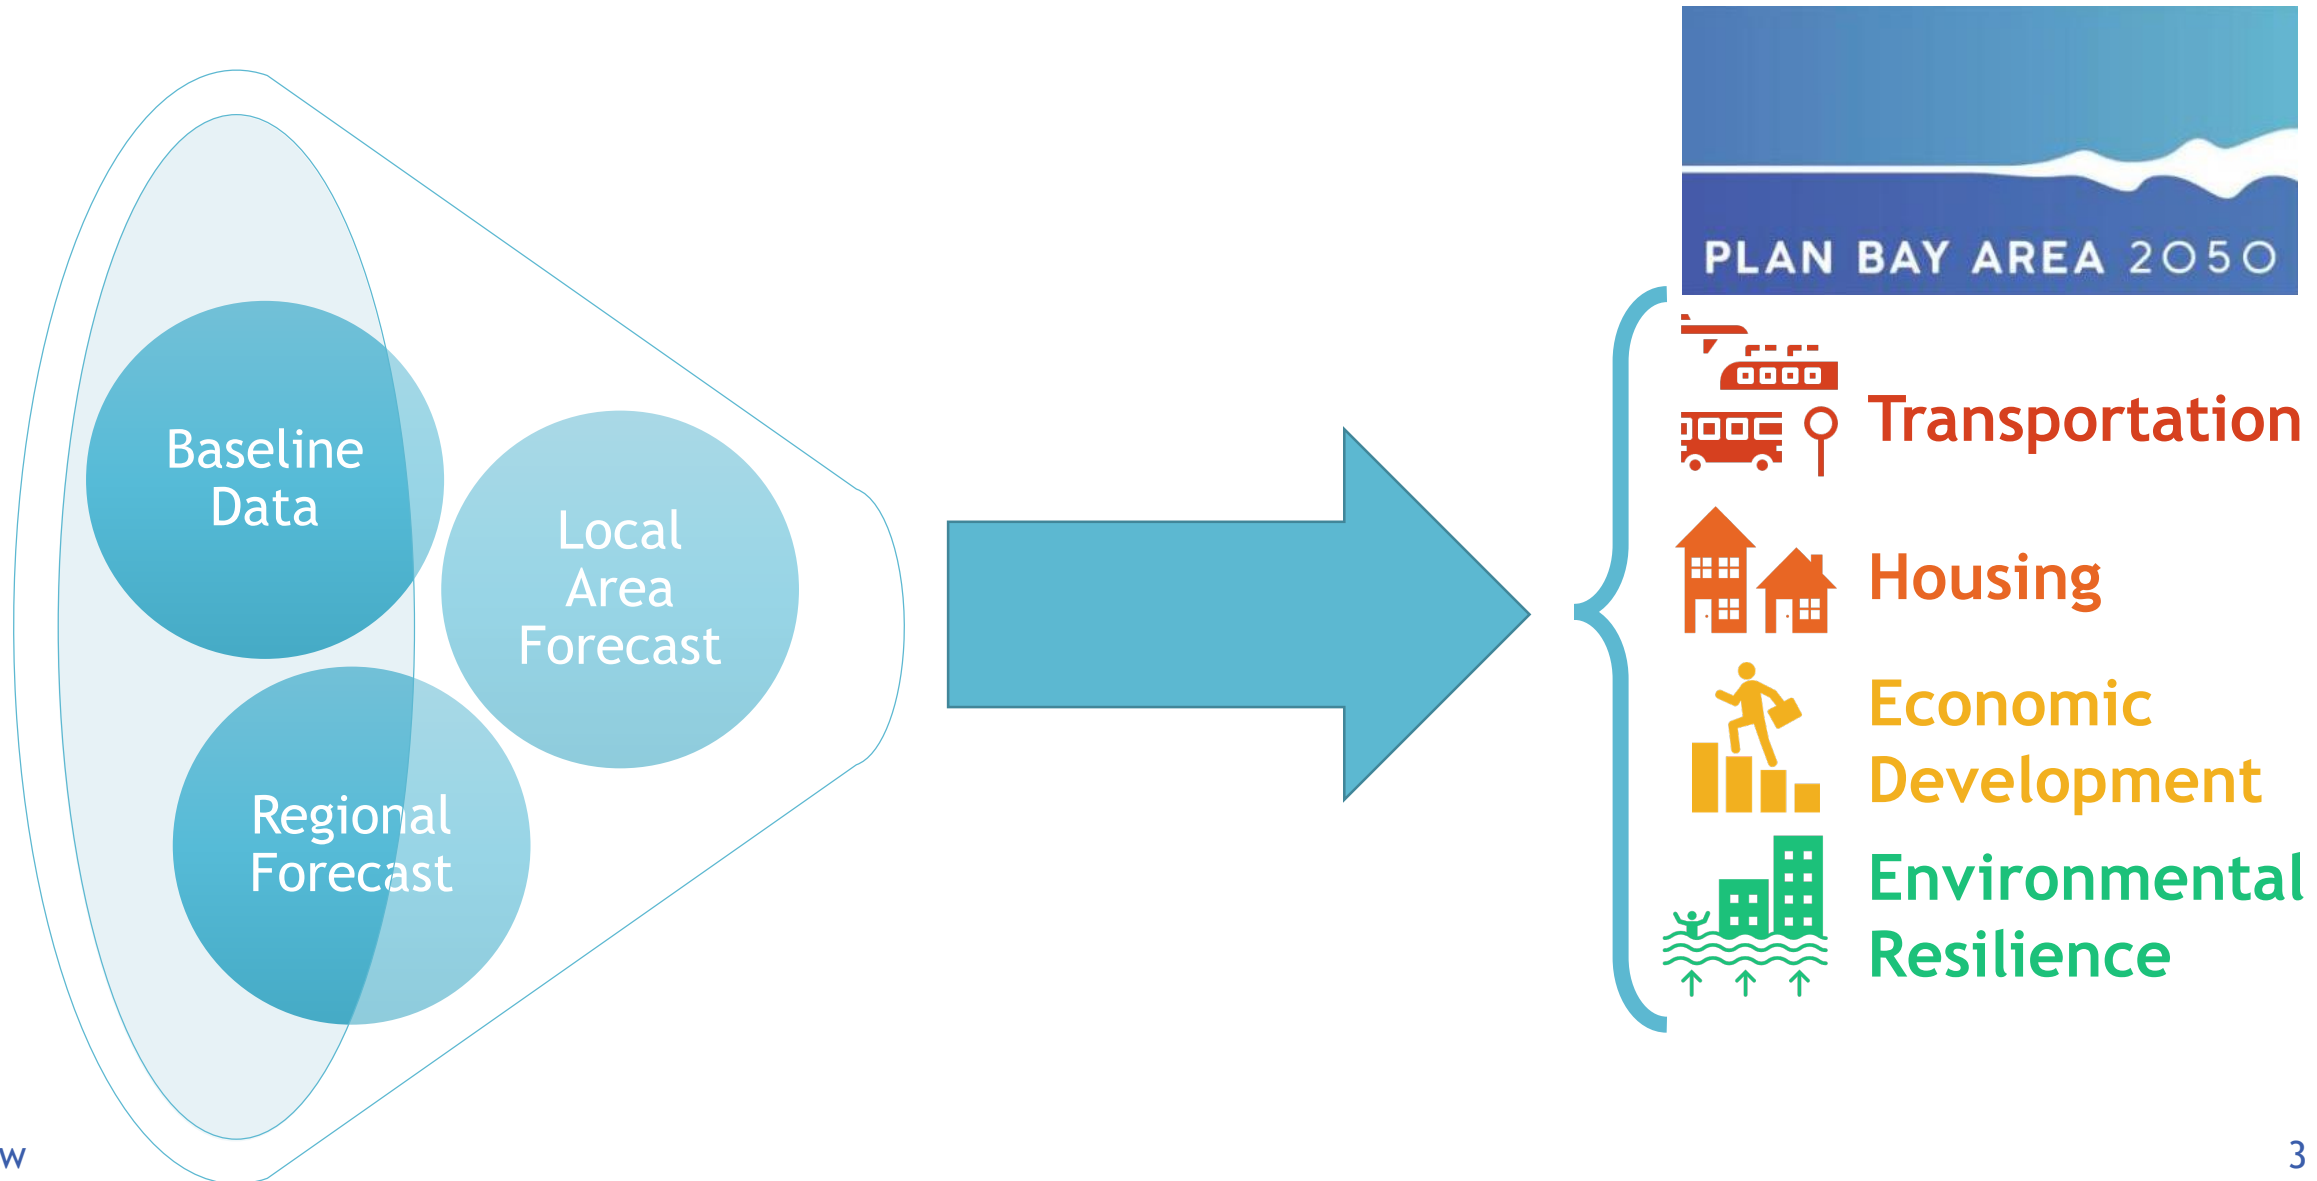 Baseline
Data
Local
Area
Forecast
Regional
Forecast
PLAN BAY AREA 2050
Transportation
Housing
Economic
Development
Environmental
Resilience
w
3